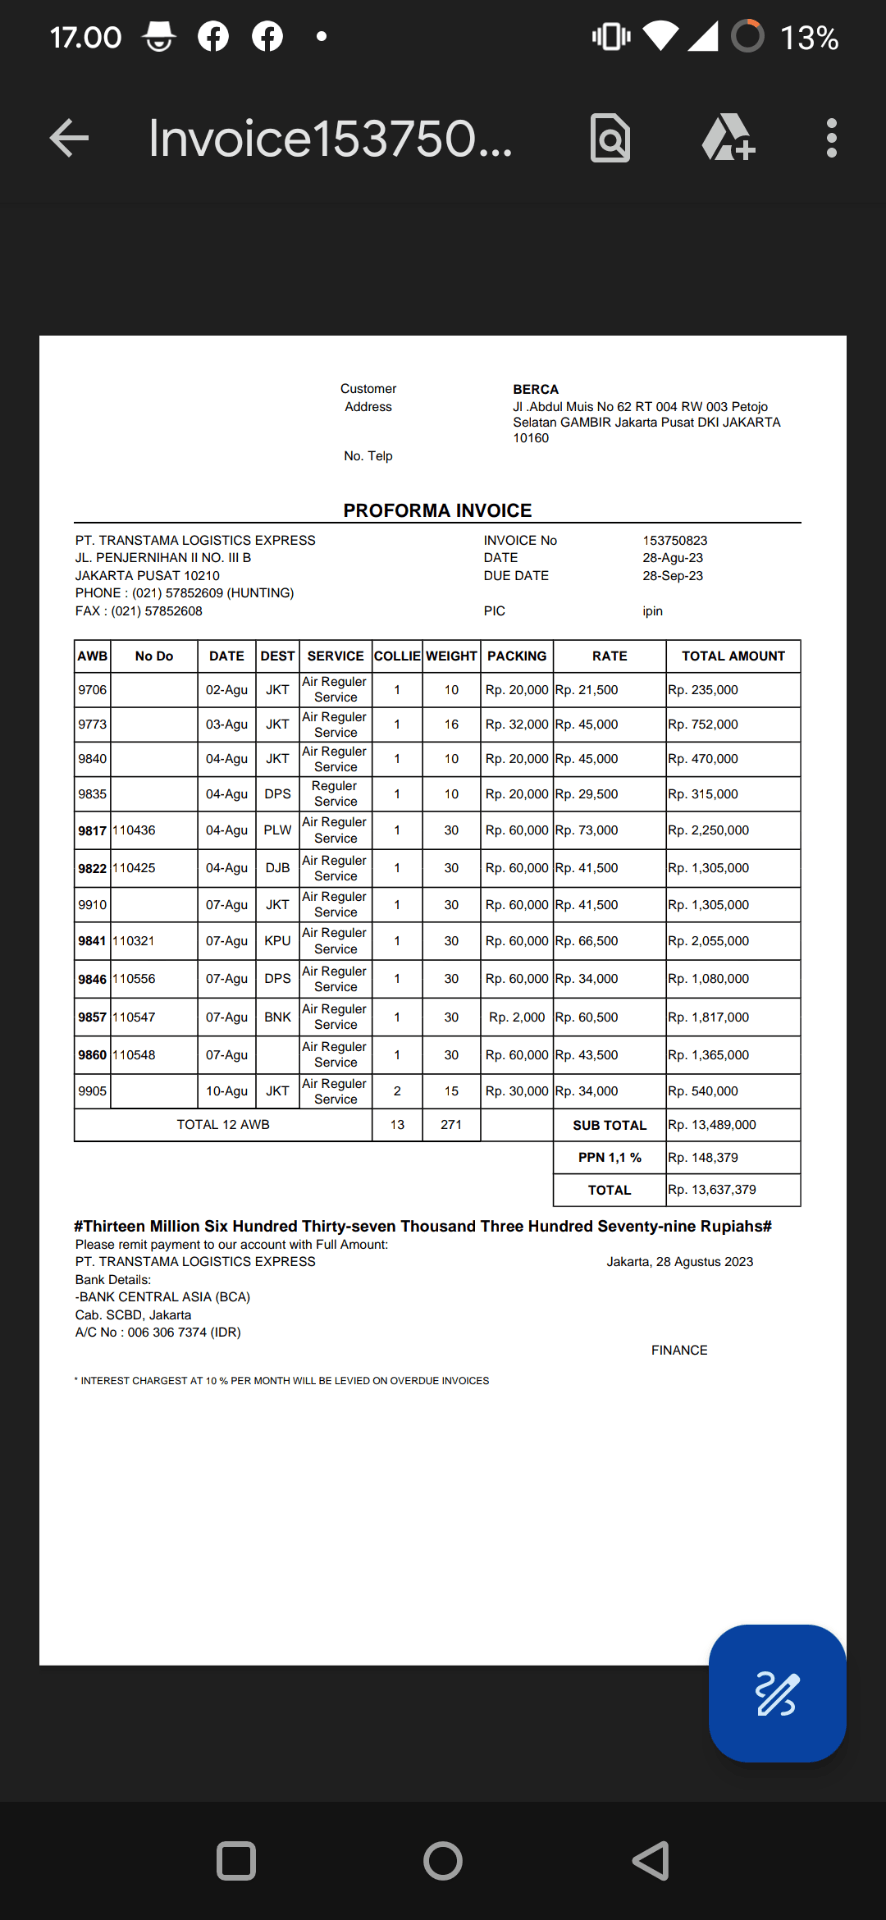 17.00 13%
Invoice153750...
Customer BERCA
Address Jl .Abdul Muis No 62 RT 004 RW 003 Petojo
Selatan GAMBIR Jakarta Pusat DKI JAKARTA
10160
No. Telp
PROFORMA INVOICE
PT. TRANSTAMA LOGISTICS EXPRESS INVOICE No 153750823
JL. PENJERNIHAN II NO. III B DATE 28-Agu-23
JAKARTA PUSAT 10210 DUE DATE 28-Sep-23
PHONE : (021) 57852609 (HUNTING)
FAX : (021) 57852608 PIC ipin
AWB No Do DATE DEST SERVICE COLLIE WEIGHT PACKING RATE TOTAL AMOUNT
9706 02-Agu JKT Air Reguler Service 1 10 Rp. 20,000 Rp. 21,500 Rp. 235,000
9773 03-Agu JKT Air Reguler Service 1 16 Rp. 32,000 Rp. 45,000 Rp. 752,000
9840 04-Agu JKT Air Reguler Service 1 10 Rp. 20,000 Rp. 45,000 Rp. 470,000
9835 04-Agu DPS Reguler Service 1 10 Rp. 20,000 Rp. 29,500 Rp. 315,000
9817 110436 04-Agu PLW Air Reguler Service 1 30 Rp. 60,000 Rp. 73,000 Rp. 2,250,000
9822 110425 04-Agu DJB Air Reguler Service 1 30 Rp. 60,000 Rp. 41,500 Rp. 1,305,000
9910 07-Agu JKT Air Reguler Service 1 30 Rp. 60,000 Rp. 41,500 Rp. 1,305,000
9841 110321 07-Agu KPU Air Reguler Service 1 30 Rp. 60,000 Rp. 66,500 Rp. 2,055,000
9846 110556 07-Agu DPS Air Reguler Service 1 30 Rp. 60,000 Rp. 34,000 Rp. 1,080,000
9857 110547 07-Agu BNK Air Reguler Service 1 30 Rp. 2,000 Rp. 60,500 Rp. 1,817,000
9860 110548 07-Agu Air Reguler Service 1 30 Rp. 60,000 Rp. 43,500 Rp. 1,365,000
9905 10-Agu JKT Air Reguler Service 2 15 Rp. 30,000 Rp. 34,000 Rp. 540,000
TOTAL 12 AWB 13 271 SUB TOTAL Rp. 13,489,000
PPN 1,1 % Rp. 148,379
TOTAL Rp. 13,637,379
#Thirteen Million Six Hundred Thirty-seven Thousand Three Hundred Seventy-nine Rupiahs#
Please remit payment to our account with Full Amount:
PT. TRANSTAMA LOGISTICS EXPRESS Jakarta, 28 Agustus 2023
Bank Details:
-BANK CENTRAL ASIA (BCA)
Cab. SCBD, Jakarta
A/C No : 006 306 7374 (IDR)
FINANCE
* INTEREST CHARGEST AT 10 % PER MONTH WILL BE LEVIED ON OVERDUE INVOICES